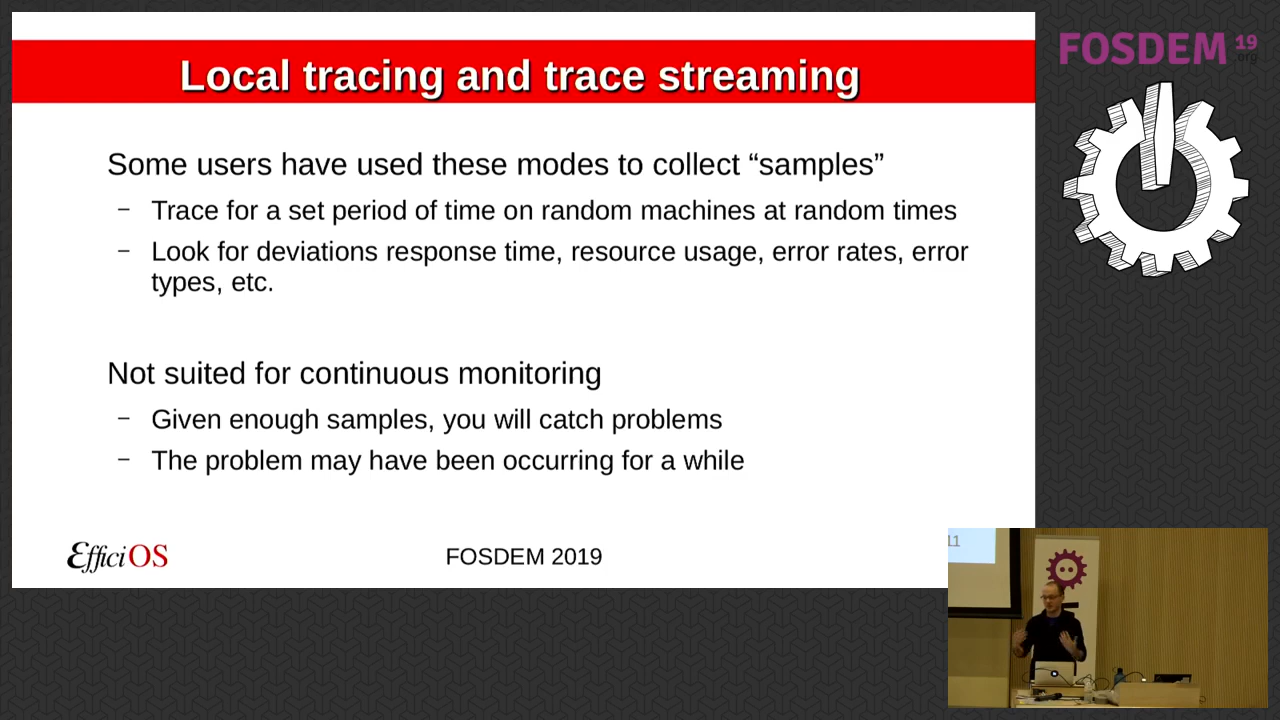 Local tracing and trace streaming
FOSDEM 19
.org
Some users have used these modes to collect “samples”
– Trace for a set period of time on random machines at random times
– Look for deviations response time, resource usage, error rates, error
types, etc.
Not suited for continuous monitoring
– Given enough samples, you will catch problems
– The problem may have been occurring for a while
EfficiOS
FOSDEM 2019
11